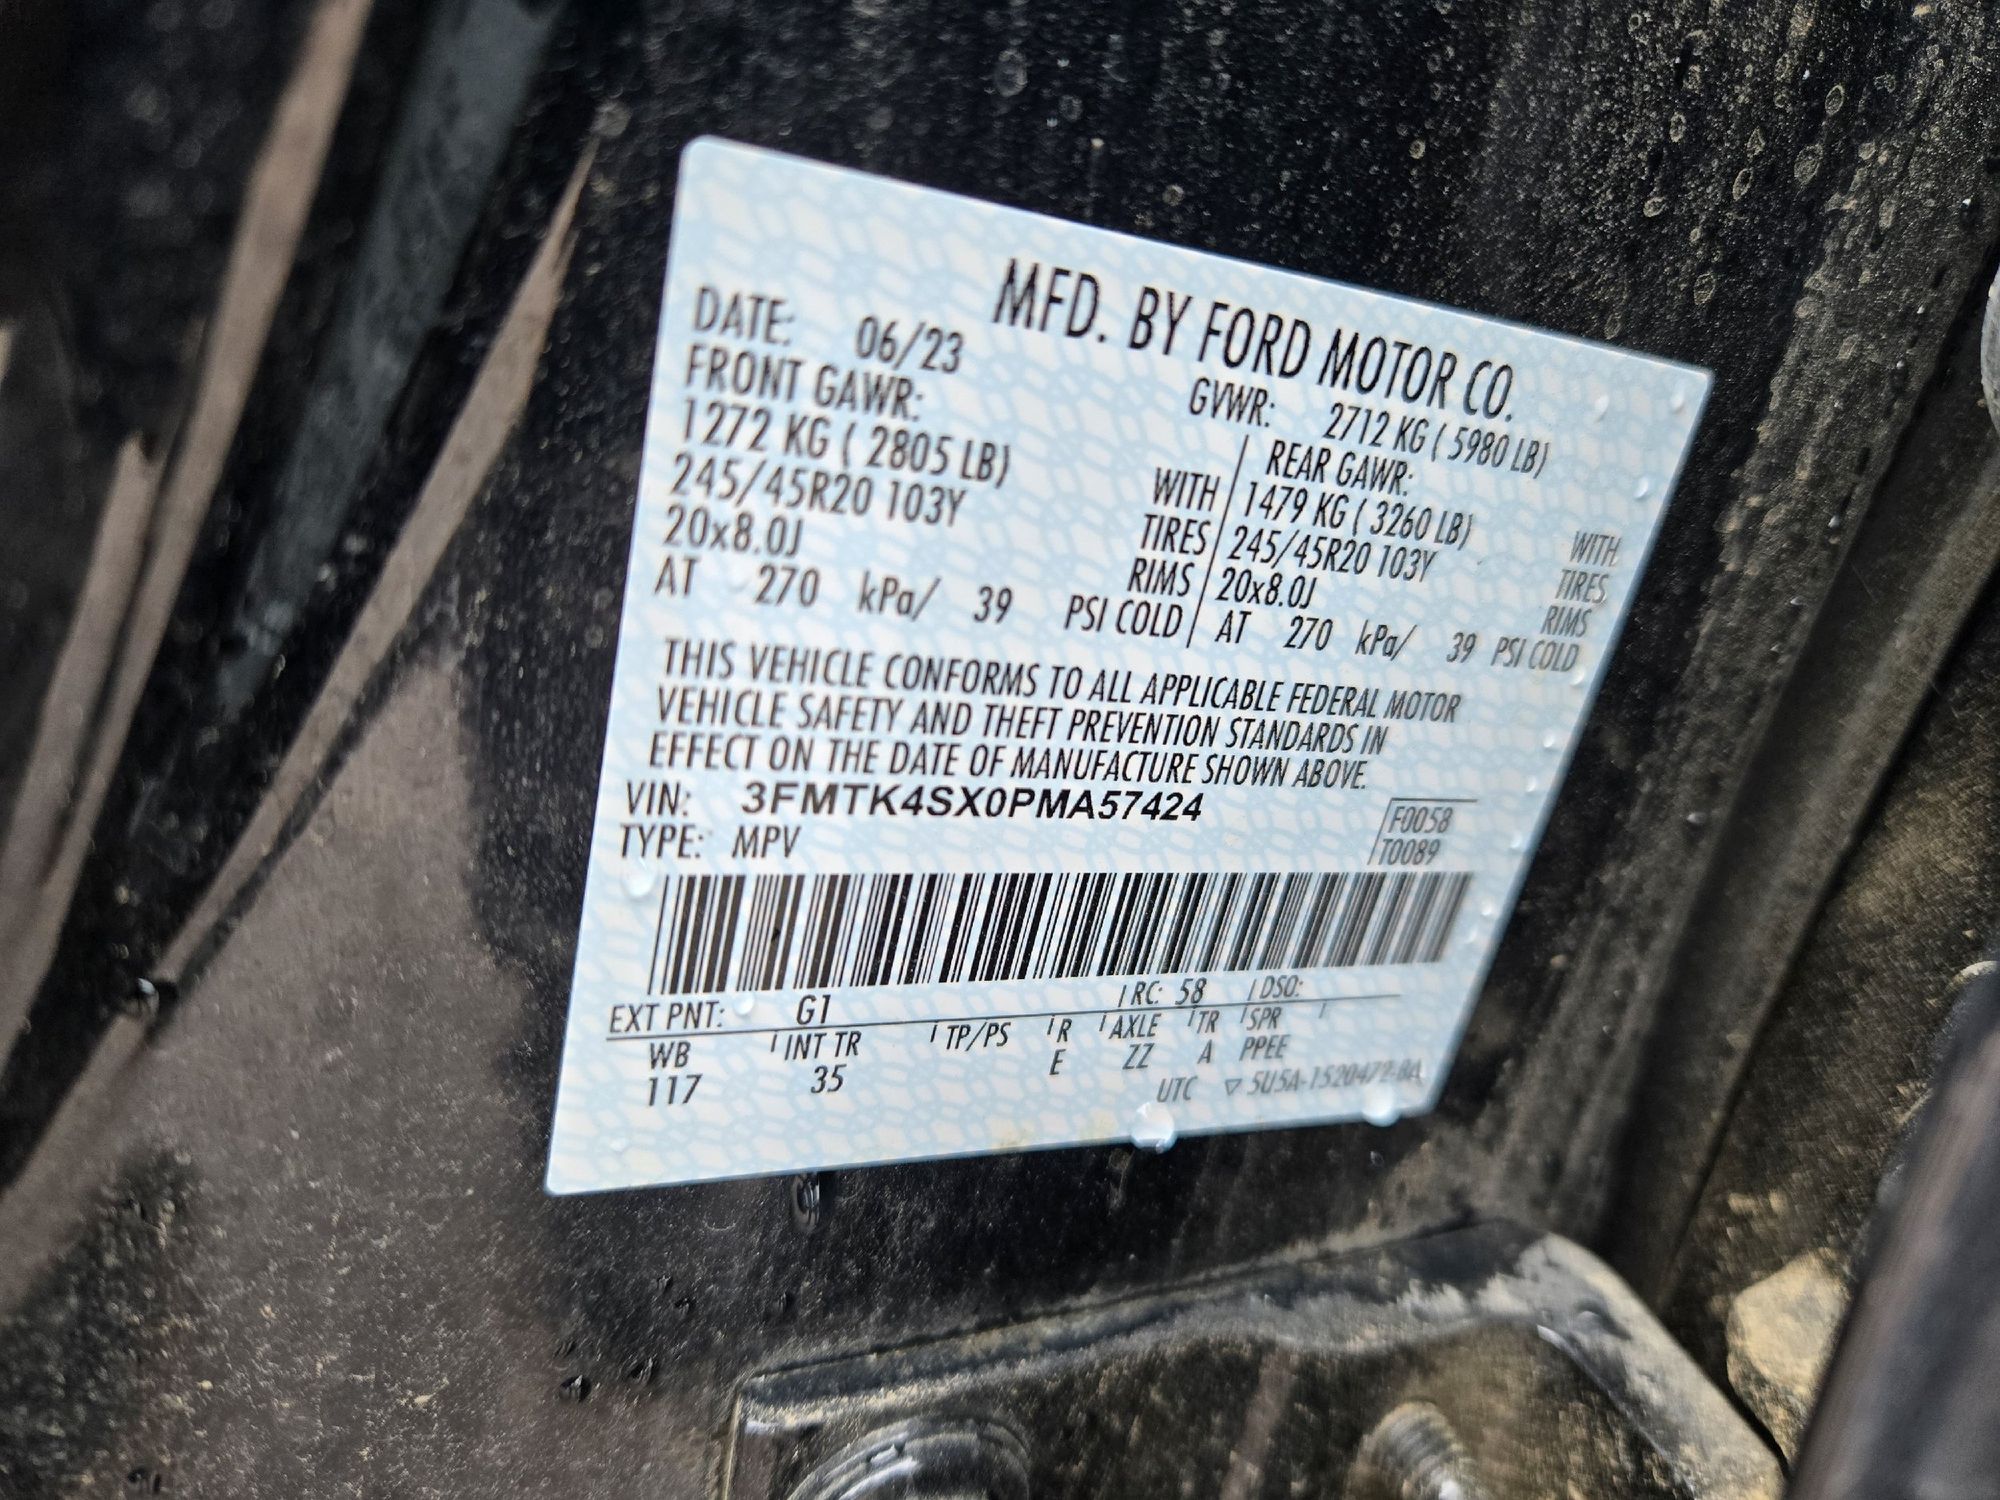 MFD. BY FORD MOTOR CO.
DATE: 06/23 GVWR: 2712 KG ( 5980 LB)
FRONT GAWR: REAR GAWR:
1272 KG ( 2805 LB) WITH 1479 KG ( 3260 LB) WITH
245/45R20 103Y TIRES 245/45R20 103Y TIRES
20x8.0J RIMS 20x8.0J RIMS
AT 270 kPa/ 39 PSI COLD AT 270 kPa/ 39 PSI COLD
THIS VEHICLE CONFORMS TO ALL APPLICABLE FEDERAL MOTOR
VEHICLE SAFETY AND THEFT PREVENTION STANDARDS IN
EFFECT ON THE DATE OF MANUFACTURE SHOWN ABOVE.
VIN: 3FMTK4SX0PMA57424 F0058
TYPE: MPV T0089
EXT PNT: G1 RC: 58 DSO:
WB INT TR TP/PS R AXLE TR SPR
117 35 E ZZ A PPEE
UTC ▽ 5U5A-1520472-BA